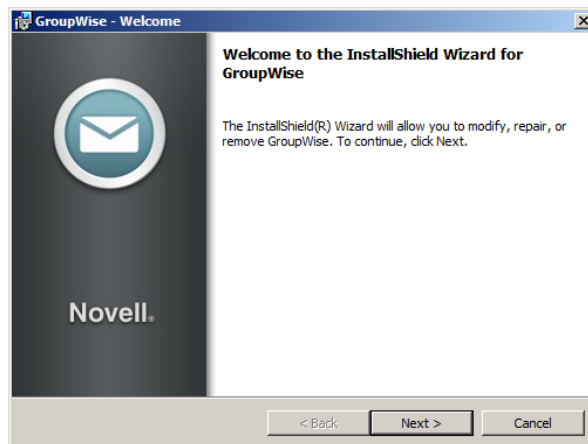 GroupWise - Welcome
Welcome to the InstallShield Wizard for
GroupWise
The InstallShield(R) Wizard will allow you to modify, repair, or
remove GroupWise. To continue, click Next.
Novell®
< Back
Next >
Cancel